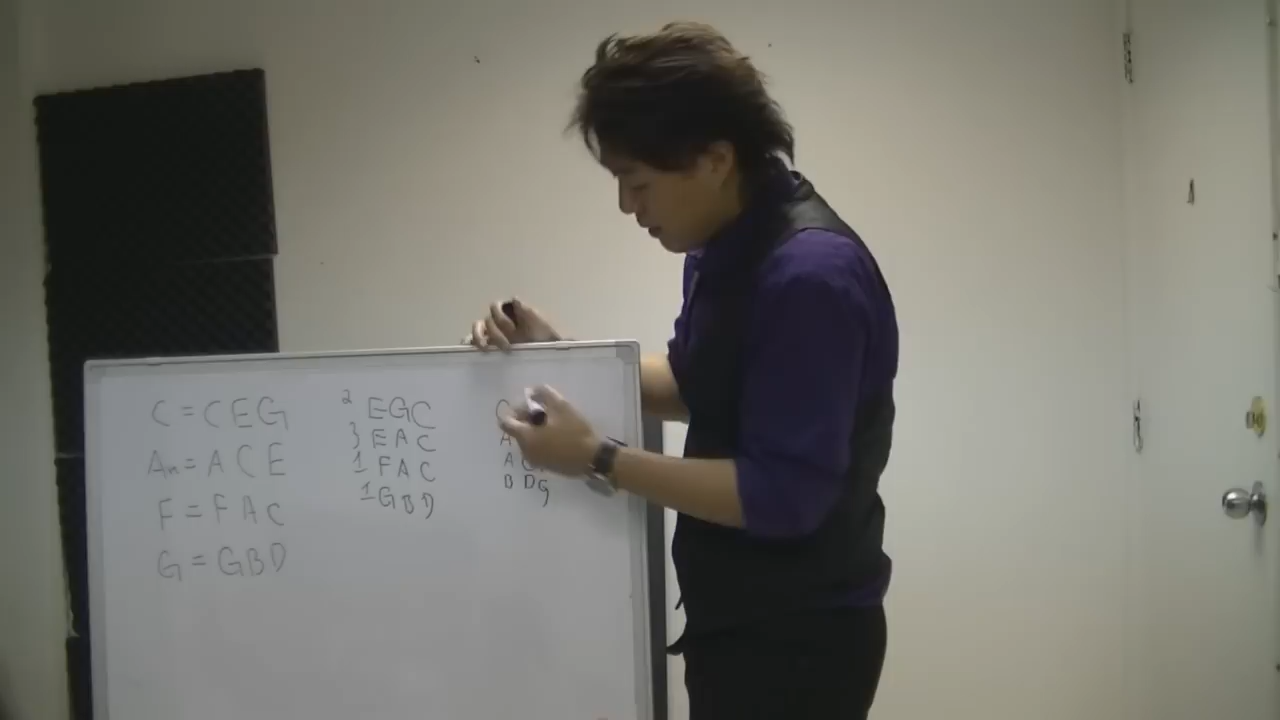 C = C E G
Am = A C E
F = F A C
G = G B D
2 E G C
3 E A C
1 F A C
1 G B D
C
A
A C
B D G